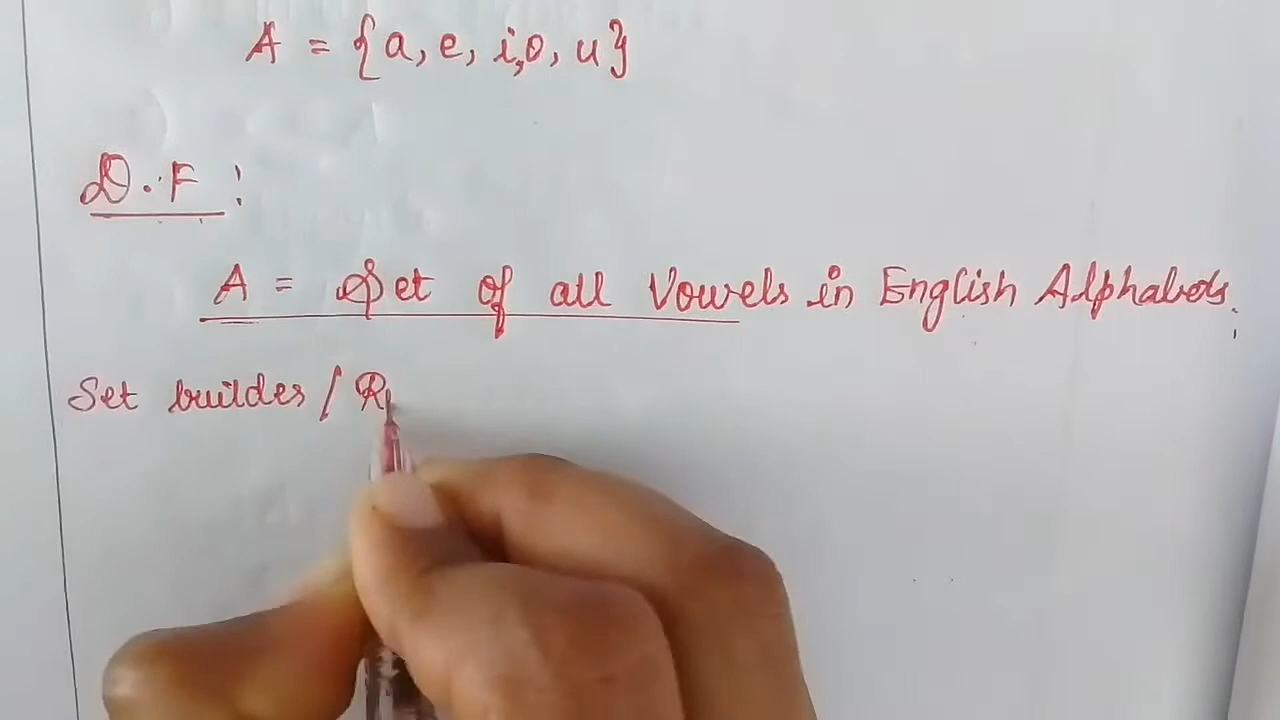 A = {a, e, i, o, u}
D.F :
A = Set of all Vowels in English Alphabets.
Set builder / R